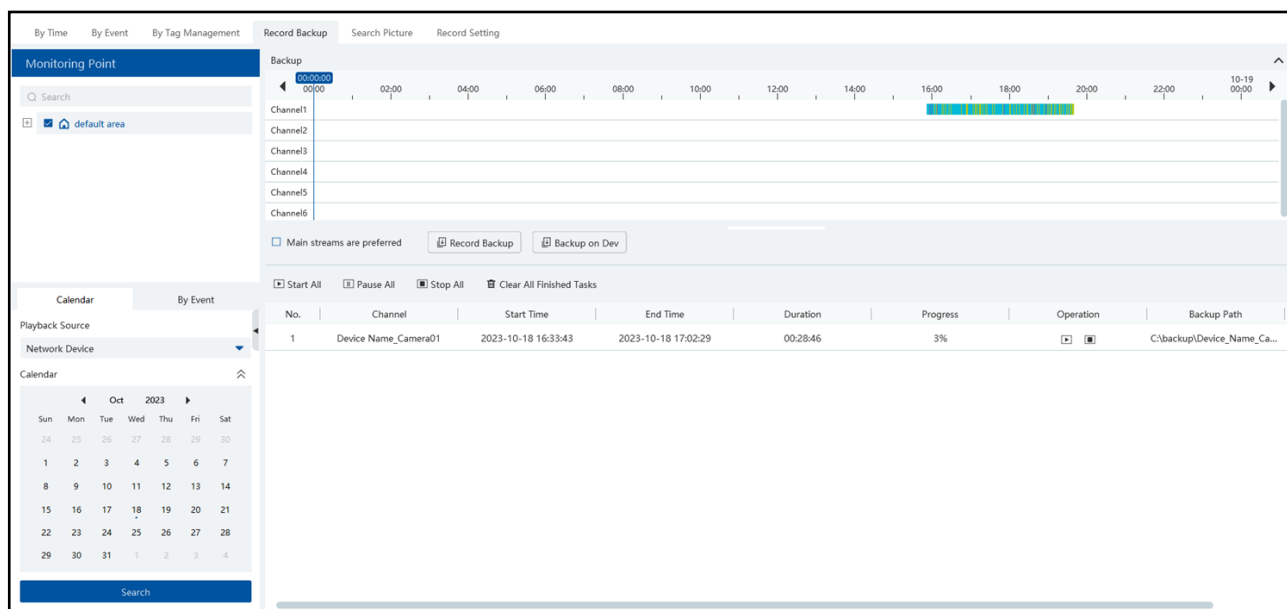 By Time By Event By Tag Management Record Backup Search Picture Record Setting
Monitoring Point
Search
default area
Backup
00:00:00
10-19
00:00 02:00 04:00 06:00 08:00 10:00 12:00 14:00 16:00 18:00 20:00 22:00 00:00
Channel1
Channel2
Channel3
Channel4
Channel5
Channel6
Main streams are preferred Record Backup Backup on Dev
Start All Pause All Stop All Clear All Finished Tasks
No. Channel Start Time End Time Duration Progress Operation Backup Path
1 Device Name_Camera01 2023-10-18 16:33:43 2023-10-18 17:02:29 00:28:46 3% C:\backup\Device_Name_Ca...
Calendar By Event
Playback Source
Network Device
Calendar
Oct 2023
Sun Mon Tue Wed Thu Fri Sat
24 25 26 27 28 29 30
1 2 3 4 5 6 7
8 9 10 11 12 13 14
15 16 17 18 19 20 21
22 23 24 25 26 27 28
29 30 31 1 2 3 4
Search